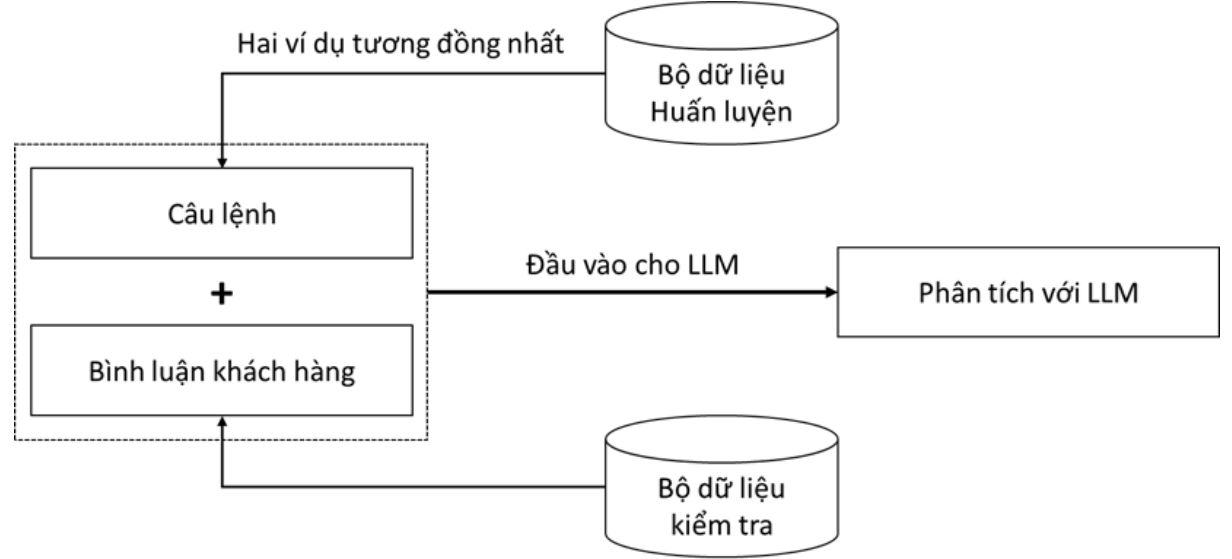 Hai ví dụ tương đồng nhất
Bộ dữ liệu
Huấn luyện
Câu lệnh
+
Bình luận khách hàng
Đầu vào cho LLM
Phân tích với LLM
Bộ dữ liệu
kiểm tra